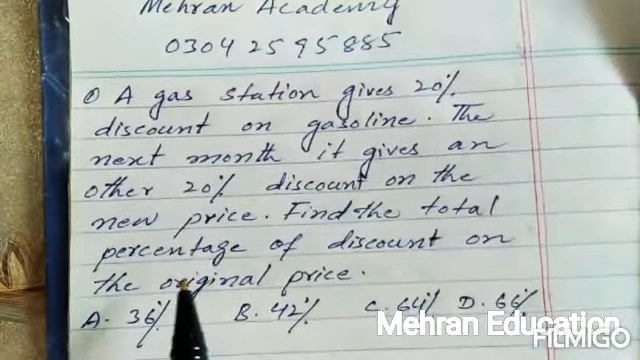 Mehran Academy
0304 2595885
A gas station gives 20%
discount on gasoline. The
next month it gives an
other 20% discount on the
new price. Find the total
percentage of discount on
the original price.
A. 36% B. 42% C. 64% D. 66%
Mehran Education
FILMIGO